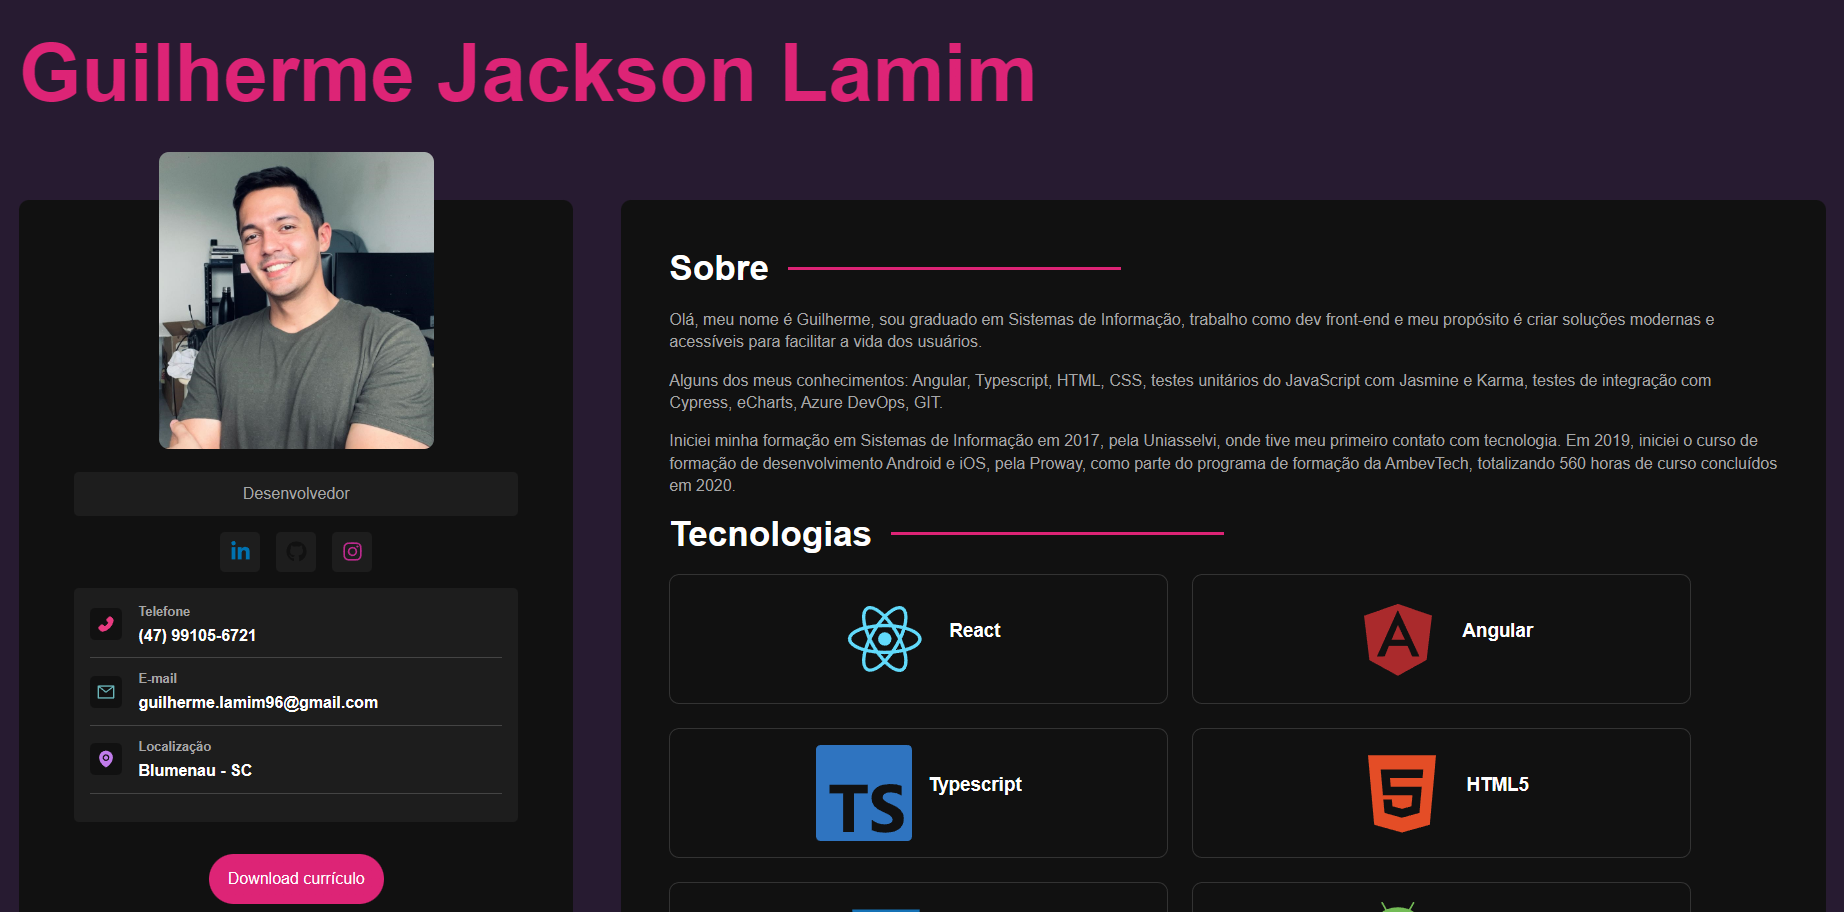 Guilherme Jackson Lamim
Desenvolvedor
in
Telefone
(47) 99105-6721
E-mail
guilherme.lamim96@gmail.com
Localização
Blumenau - SC
Download currículo
Sobre
Olá, meu nome é Guilherme, sou graduado em Sistemas de Informação, trabalho como dev front-end e meu propósito é criar soluções modernas e
acessíveis para facilitar a vida dos usuários.
Alguns dos meus conhecimentos: Angular, Typescript, HTML, CSS, testes unitários do JavaScript com Jasmine e Karma, testes de integração com
Cypress, eCharts, Azure DevOps, GIT.
Iniciei minha formação em Sistemas de Informação em 2017, pela Uniasselvi, onde tive meu primeiro contato com tecnologia. Em 2019, iniciei o curso de
formação de desenvolvimento Android e iOS, pela Proway, como parte do programa de formação da AmbevTech, totalizando 560 horas de curso concluídos
em 2020.
Tecnologias
React
A Angular
TS Typescript
5 HTML5